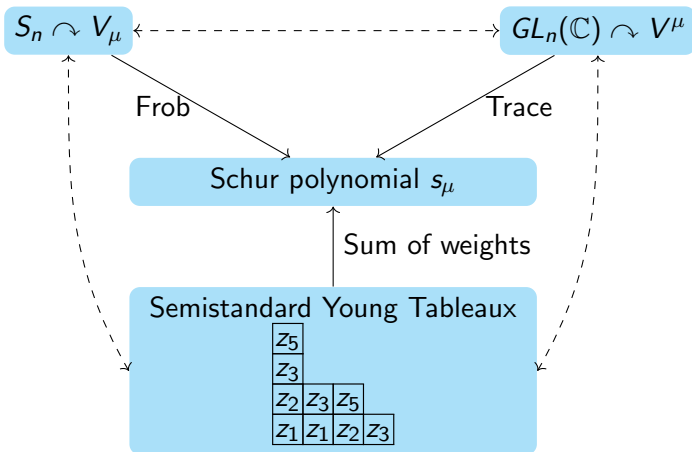 S_n ↷ V_μ
GL_n(ℂ) ↷ V^μ
Frob
Trace
Schur polynomial s_μ
Sum of weights
Semistandard Young Tableaux
z_5
z_3
z_2 z_3 z_5
z_1 z_1 z_2 z_3